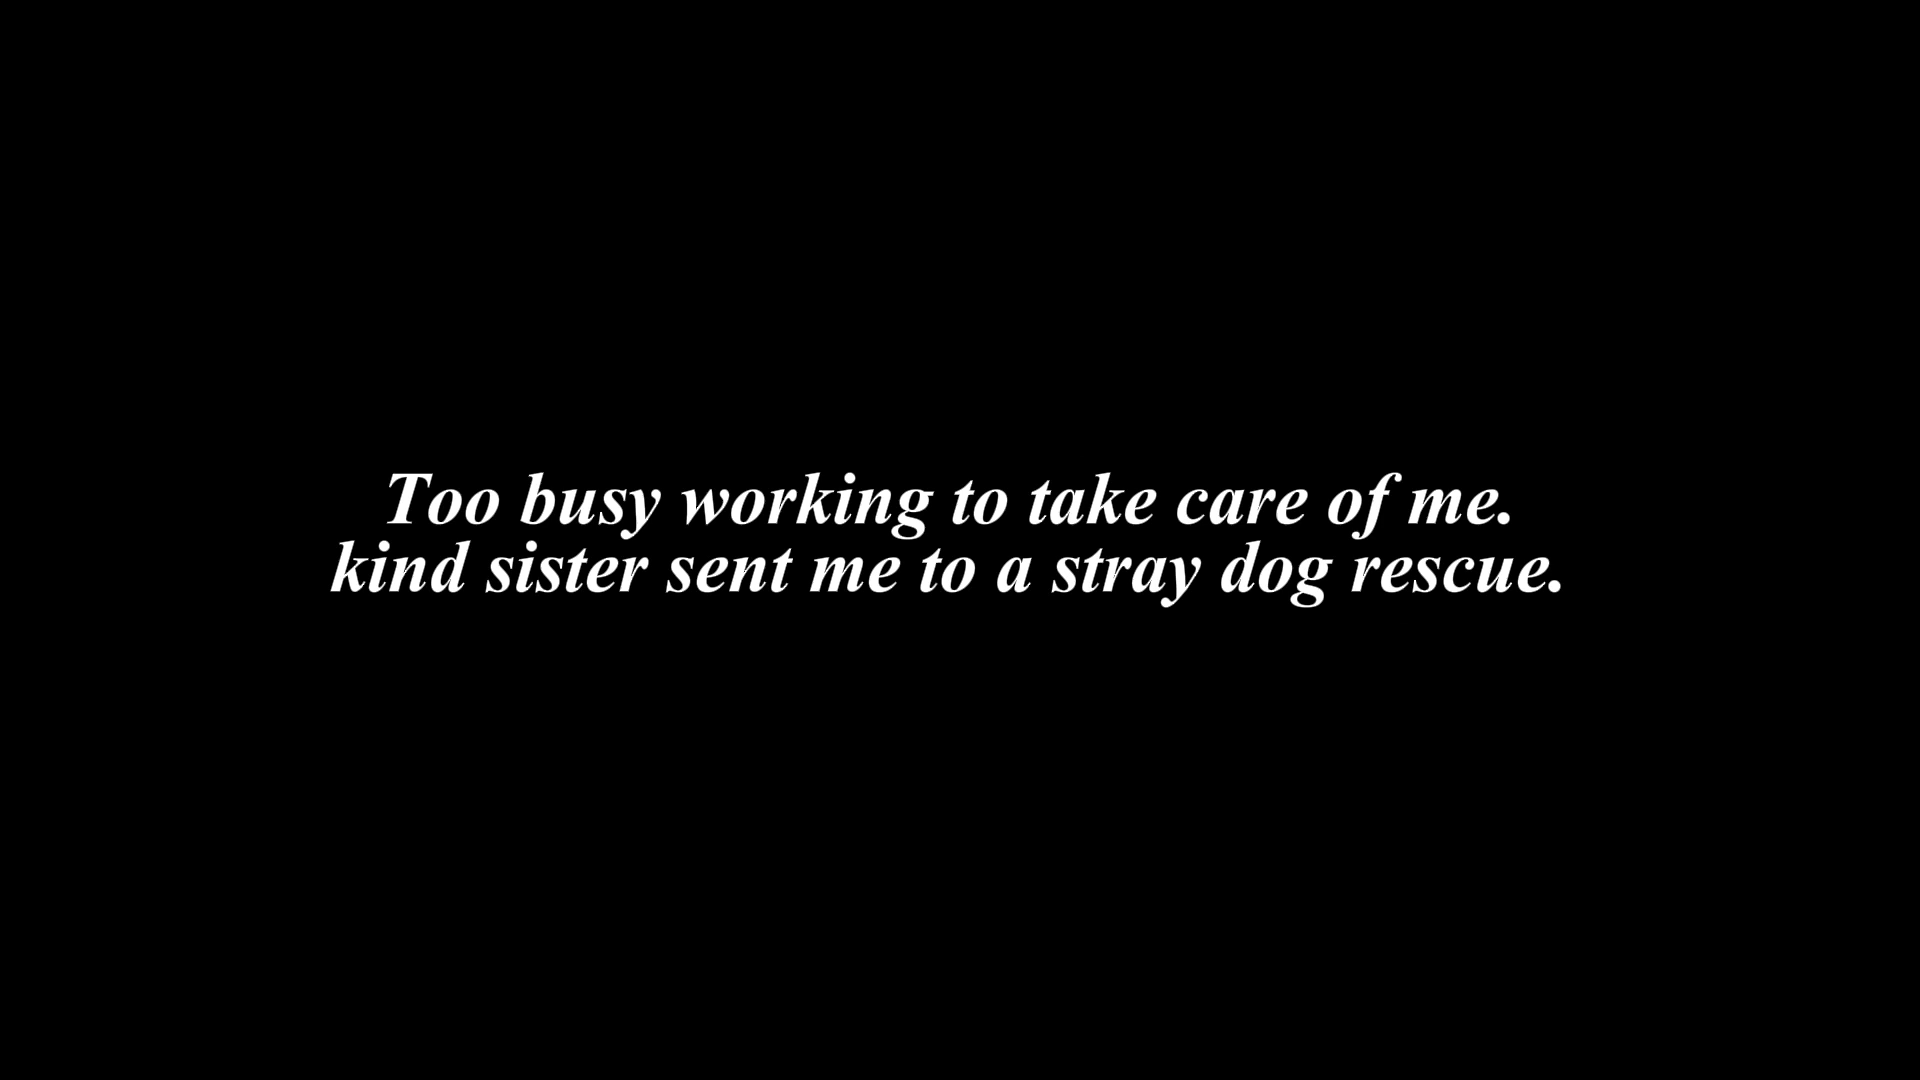 Too busy working to take care of me.
kind sister sent me to a stray dog rescue.